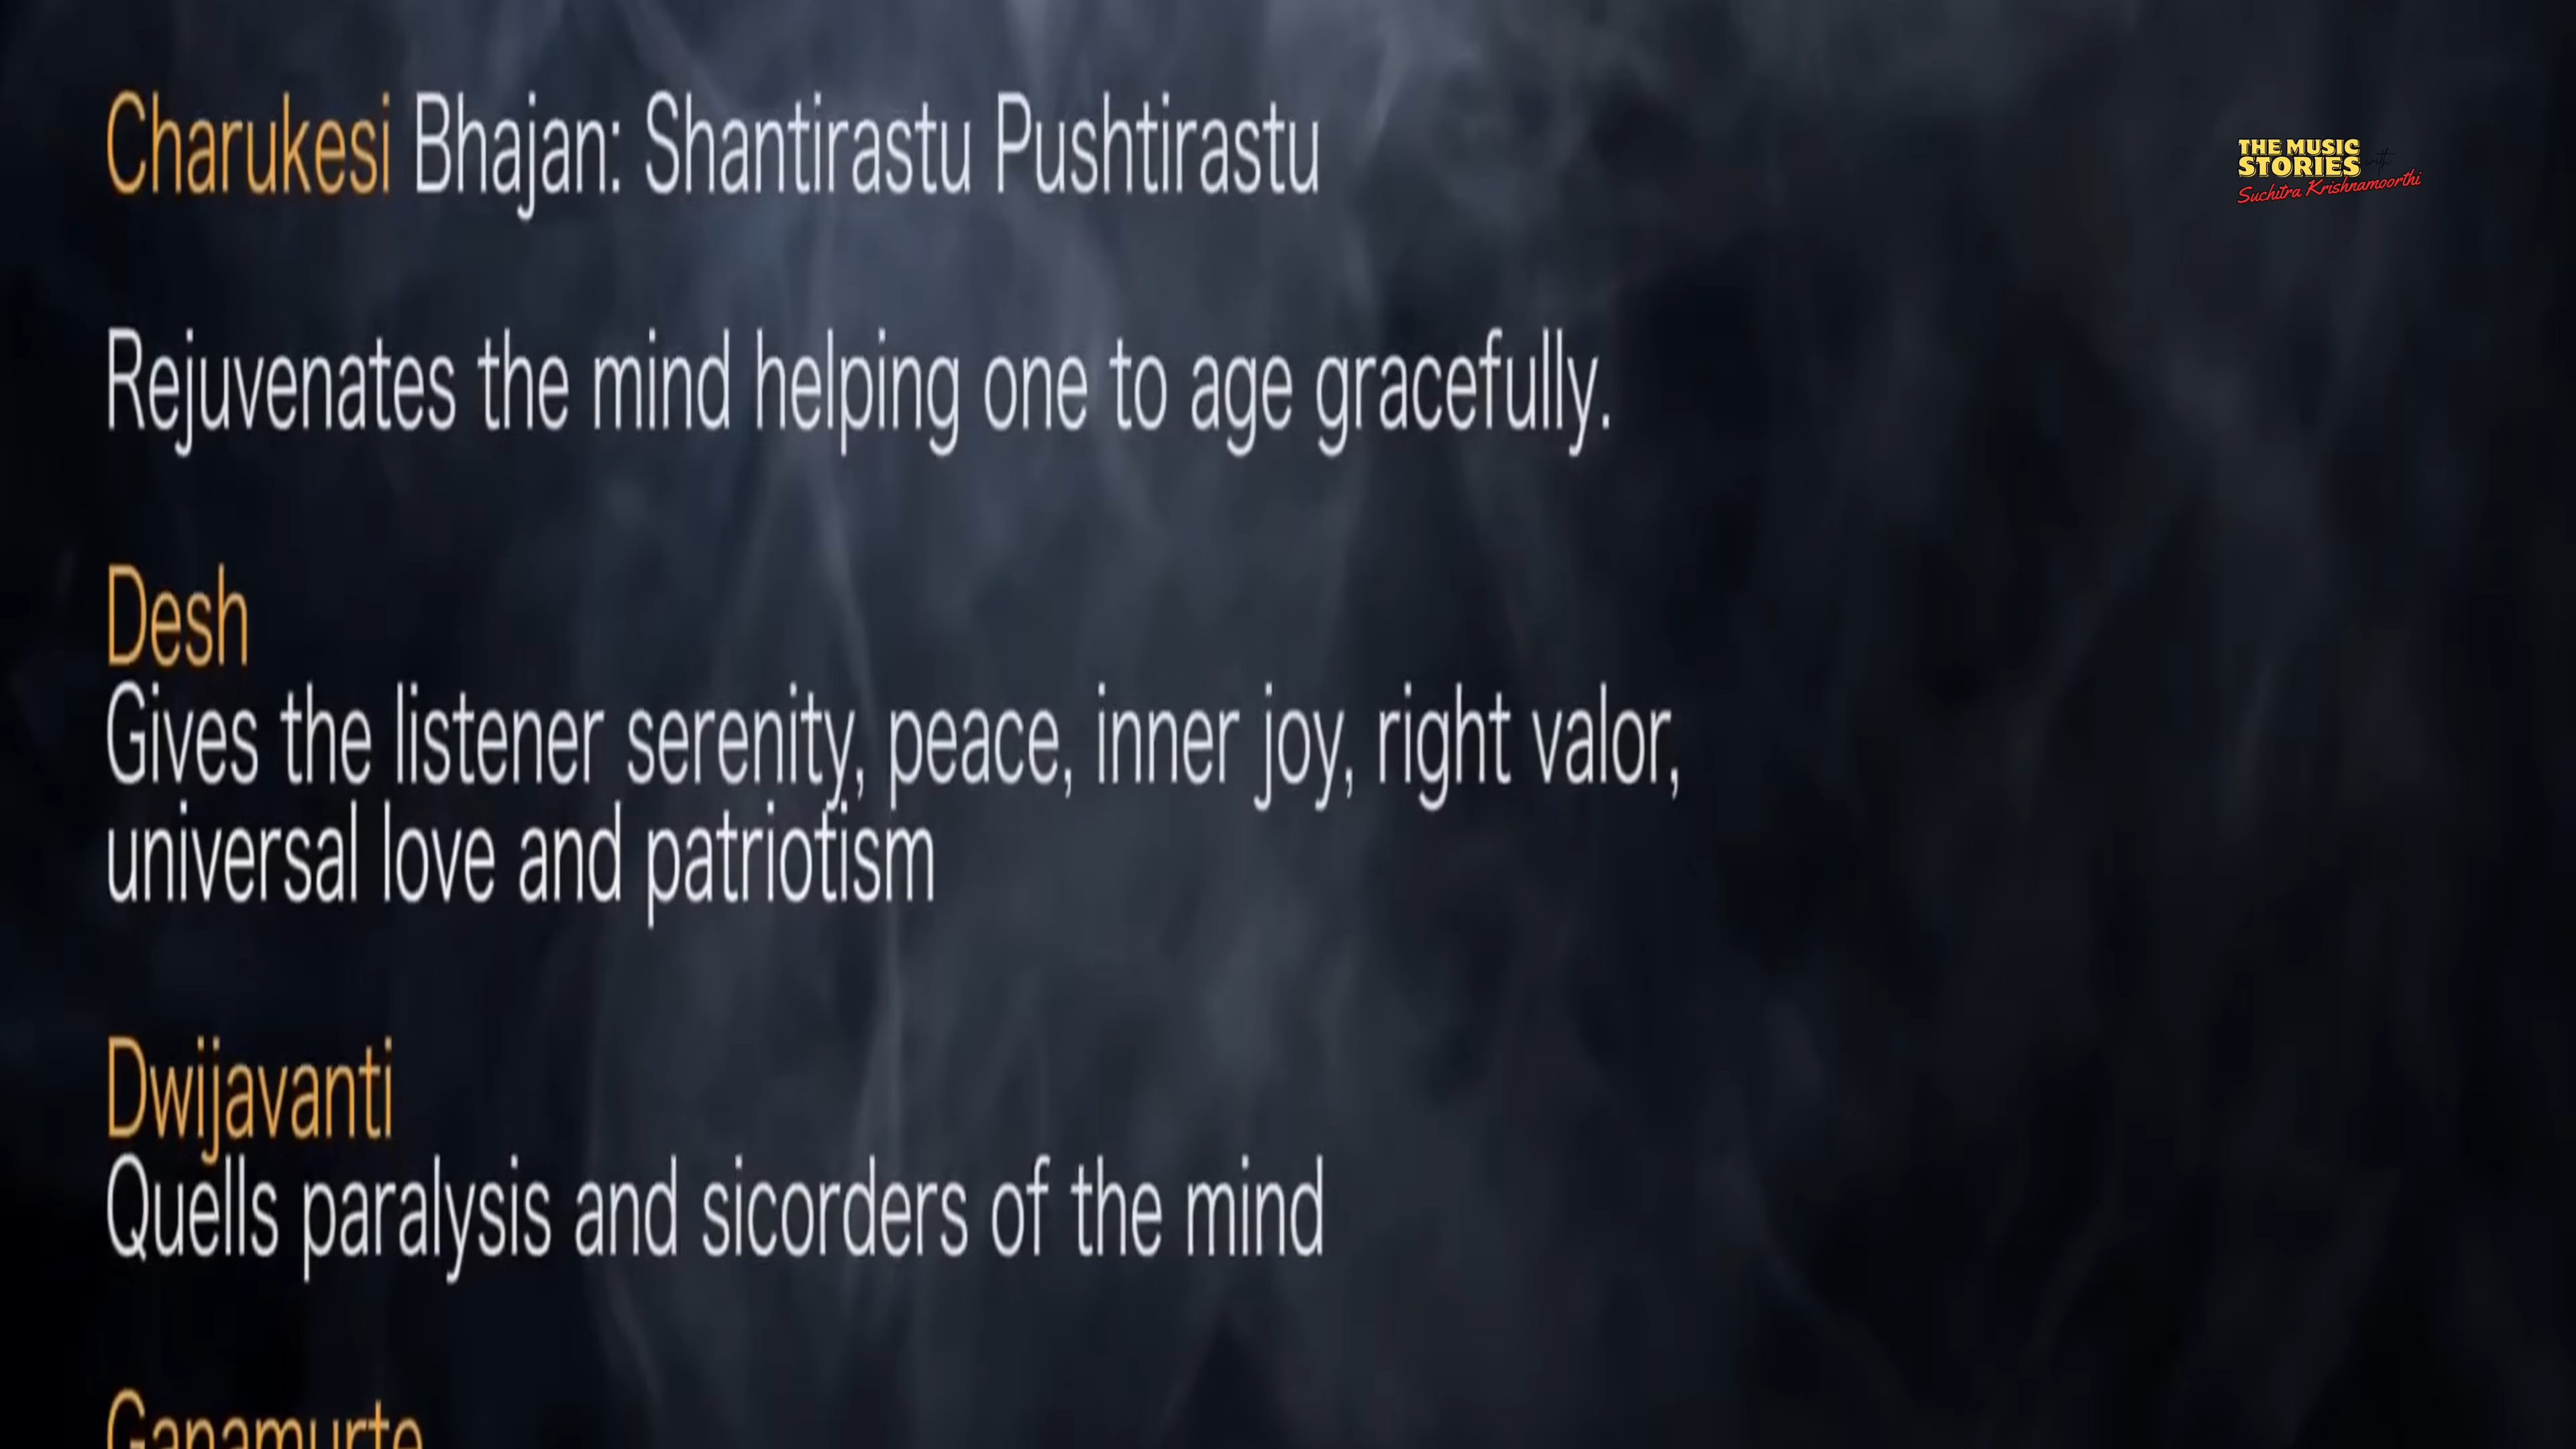 Charukesi Bhajan: Shantirastu Pushtirastu
THE MUSIC
STORIES with
Suchitra Krishnamoorthi
Rejuvenates the mind helping one to age gracefully.
Desh
Gives the listener serenity, peace, inner joy, right valor,
universal love and patriotism
Dwijavanti
Quells paralysis and sicorders of the mind
Ganamurte